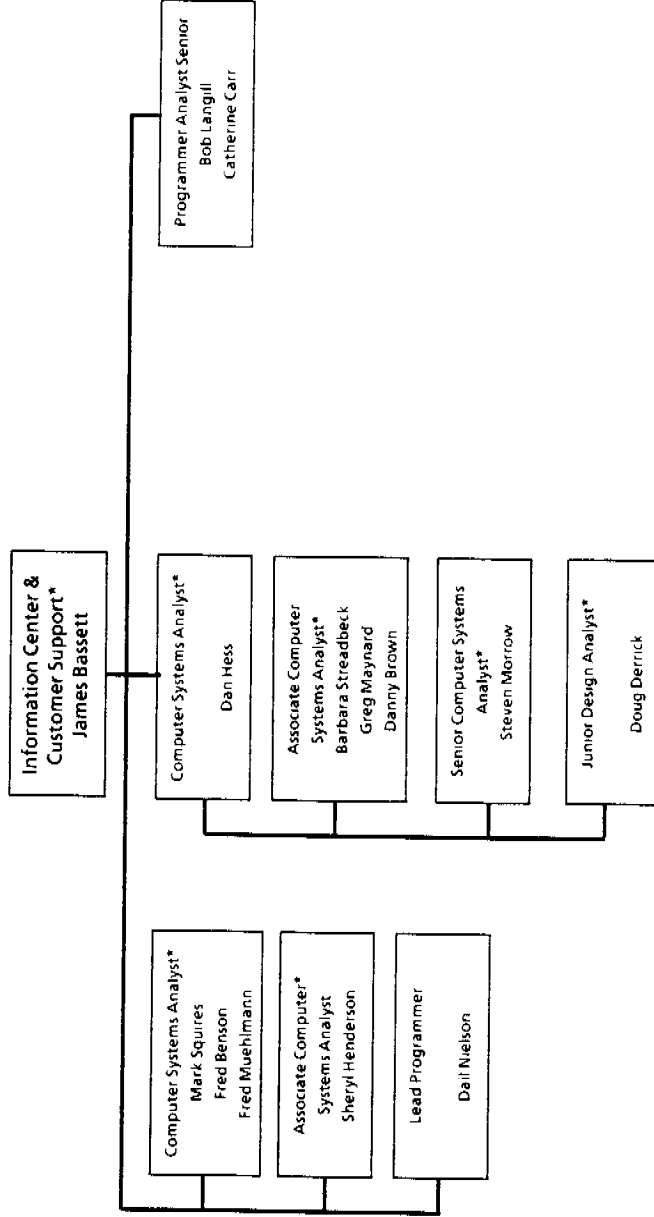 Information Center &
Customer Support*
James Bassett
Computer Systems Analyst*
Mark Squires
Fred Benson
Fred Muehlmann
Associate Computer*
Systems Analyst
Sheryl Henderson
Lead Programmer
Dail Nielson
Computer Systems Analyst*
Dan Hess
Associate Computer
Systems Analyst*
Barbara Streadbeck
Greg Maynard
Danny Brown
Senior Computer Systems
Analyst*
Steven Morrow
Junior Design Analyst*
Doug Derrick
Programmer Analyst Senior
Bob Langill
Catherine Carr